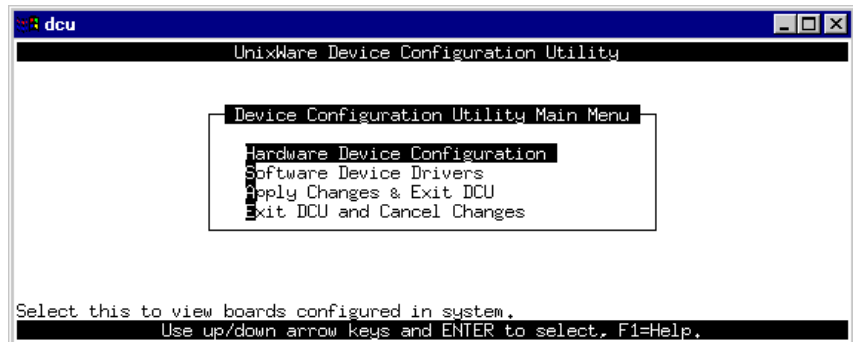 dcu
UnixWare Device Configuration Utility
Device Configuration Utility Main Menu
Hardware Device Configuration
Software Device Drivers
Apply Changes & Exit DCU
Exit DCU and Cancel Changes
Select this to view boards configured in system.
Use up/down arrow keys and ENTER to select, F1=Help.